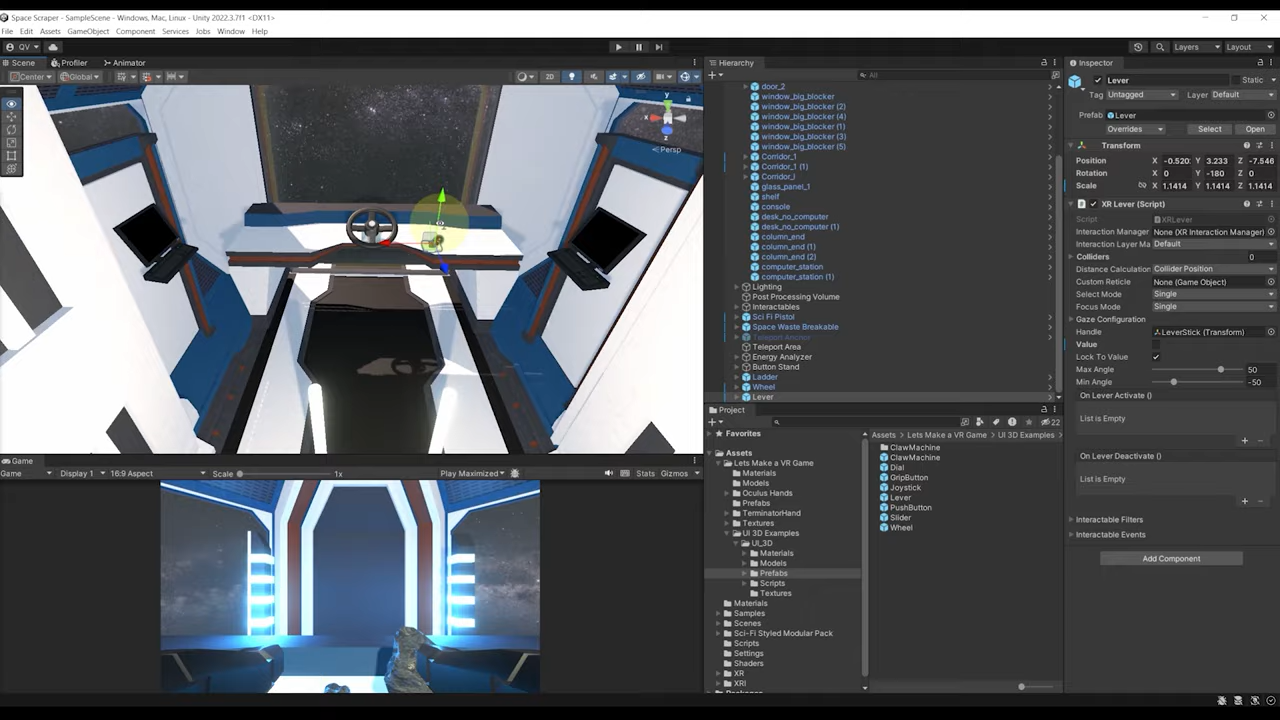 Space Scraper - SampleScene - Windows, Mac, Linux - Unity 2022.3.7f1 <DX11>
File Edit Assets GameObject Component Services Jobs Window Help
QV Layers Layout
Scene Profiler Animator
Center Global 2D
y
x
z
Persp
Game
Game Display 1 16:9 Aspect Scale 1x Play Maximized Stats Gizmos
Hierarchy
All
door_2
window_big_blocker
window_big_blocker (2)
window_big_blocker (4)
window_big_blocker (1)
window_big_blocker (3)
window_big_blocker (5)
Corridor_1
Corridor_1 (1)
Corridor_I
glass_panel_1
shelf
console
desk_no_computer
desk_no_computer (1)
column_end
column_end (1)
column_end (2)
computer_station
computer_station (1)
Lighting
Post Processing Volume
Interactables
Sci Fi Pistol
Space Waste Breakable
Teleport Anchor
Teleport Area
Energy Analyzer
Button Stand
Ladder
Wheel
Lever
Project
22
Favorites
Assets
Lets Make a VR Game
Materials
Models
Oculus Hands
Prefabs
TerminatorHand
Textures
UI 3D Examples
UI_3D
Materials
Models
Prefabs
Scripts
Textures
Materials
Samples
Scenes
Sci-Fi Styled Modular Pack
Scripts
Settings
Shaders
XR
XRI
Assets Lets Make a VR Game UI 3D Examples
ClawMachine
ClawMachine
Dial
GripButton
Joystick
Lever
PushButton
Slider
Wheel
Inspector
Lever Static
Tag Untagged Layer Default
Prefab Lever
Overrides Select Open
Transform
Position X -0.520 Y 3.233 Z -7.546
Rotation X 0 Y -180 Z 0
Scale X 1.1414 Y 1.1414 Z 1.1414
XR Lever (Script)
Script XRLever
Interaction Manager None (XR Interaction Manager)
Interaction Layer Ma Default
Colliders 0
Distance Calculation Collider Position
Custom Reticle None (Game Object)
Select Mode Single
Focus Mode Single
Gaze Configuration
Handle LeverStick (Transform)
Value
Lock To Value
Max Angle 50
Min Angle -50
On Lever Activate ()
List is Empty
On Lever Deactivate ()
List is Empty
Interactable Filters
Interactable Events
Add Component